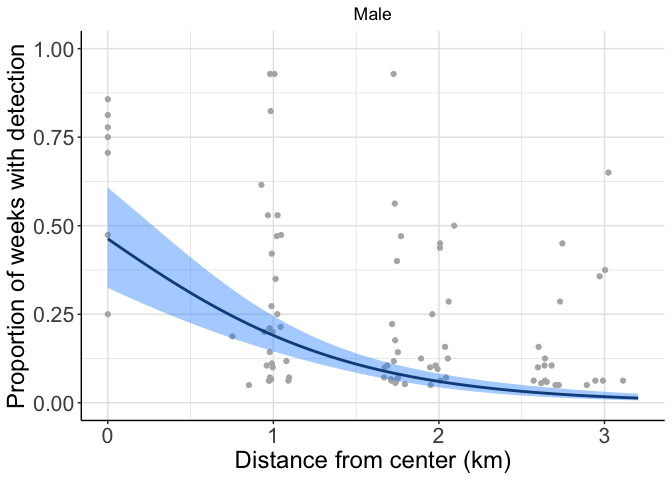 Male
Proportion of weeks with detection
1.00
0.75
0.50
0.25
0.00
0 1 2 3
Distance from center (km)